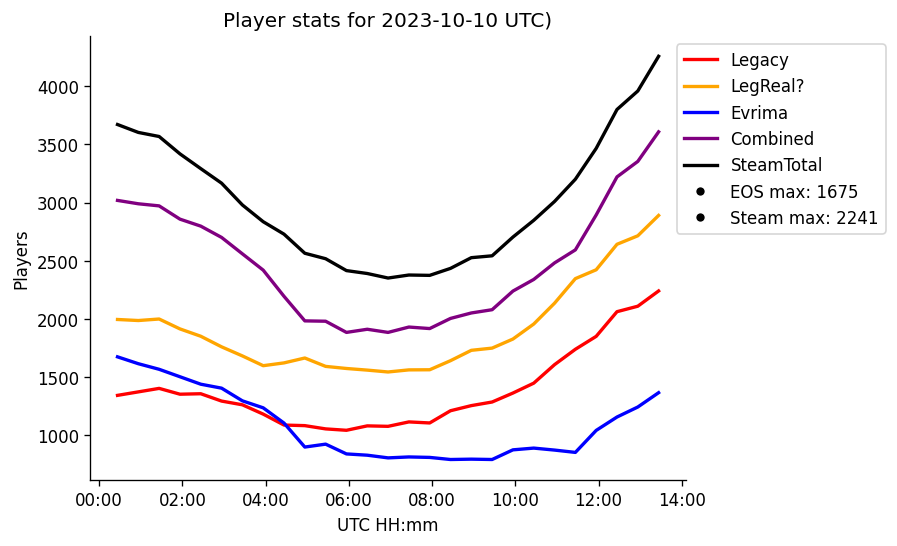 Player stats for 2023-10-10 UTC)
Players
4000
3500
3000
2500
2000
1500
1000
00:00 02:00 04:00 06:00 08:00 10:00 12:00 14:00
UTC HH:mm
Legacy
LegReal?
Evrima
Combined
SteamTotal
EOS max: 1675
Steam max: 2241